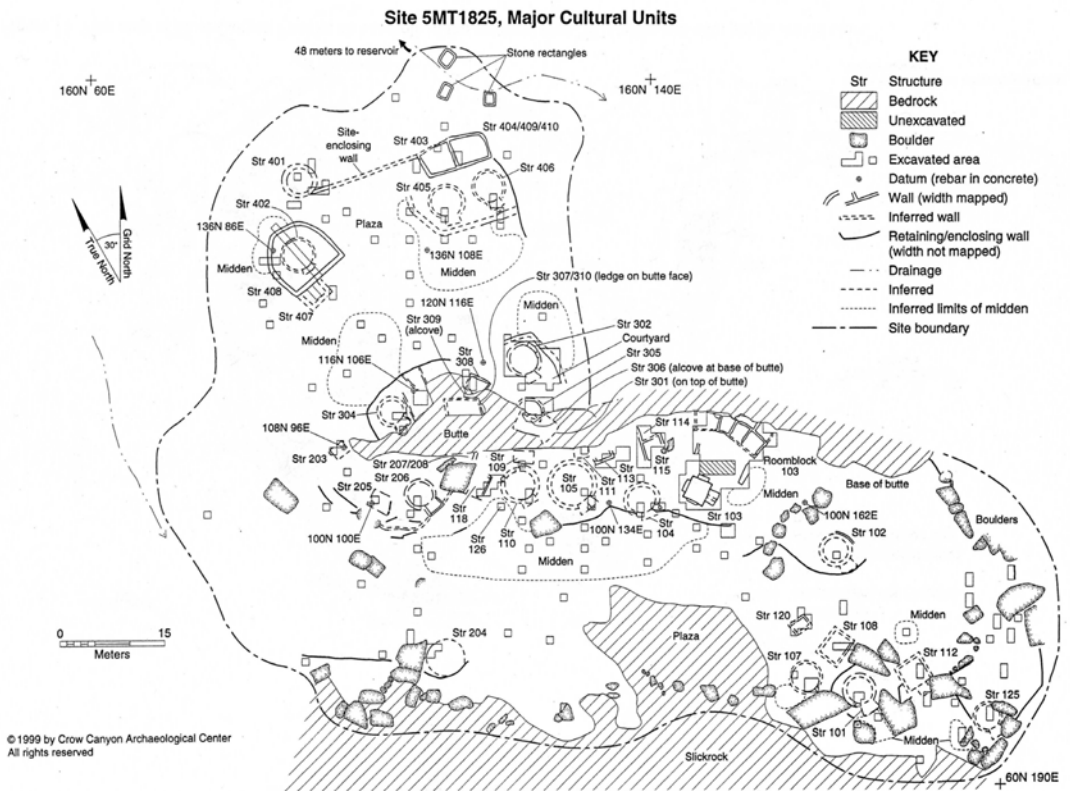 Site 5MT1825, Major Cultural Units
48 meters to reservoir
Stone rectangles
160N 60E
160N 140E
KEY
Str Structure
Bedrock
Unexcavated
Boulder
Excavated area
Datum (rebar in concrete)
Wall (width mapped)
Inferred wall
Retaining/enclosing wall
(width not mapped)
Drainage
Inferred
Inferred limits of midden
Site boundary
True North
30°
Grid North
Site-
enclosing
wall
Str 403
Str 404/409/410
Str 401
Str 406
Str 405
Str 402
136N 86E
Plaza
Midden
136N 108E
Midden
Str 408
Str 407
Str 307/310 (ledge on butte face)
120N 116E
Midden
Str 309
(alcove)
Midden
Str 302
Courtyard
Str 305
Str 306 (alcove at base of butte)
Str 301 (on top of butte)
Str
308
116N 106E
Str 304
Butte
108N 96E
Str 203
Str 207/208
Str 206
Str 205
100N 100E
Str
109
Str
118
Str
126
Str
110
Str
105
Str
111
Str
113
Str 114
Str
115
100N 134E
Str
104
Str 103
Roomblock
103
Midden
Midden
Base of butte
100N 162E
Str 102
Boulders
0 15
Meters
Str 204
Plaza
Str 120
Str 108
Midden
Str 107
Str 112
Str 125
Str 101
Midden
Slickrock
60N 190E
©1999 by Crow Canyon Archaeological Center
All rights reserved